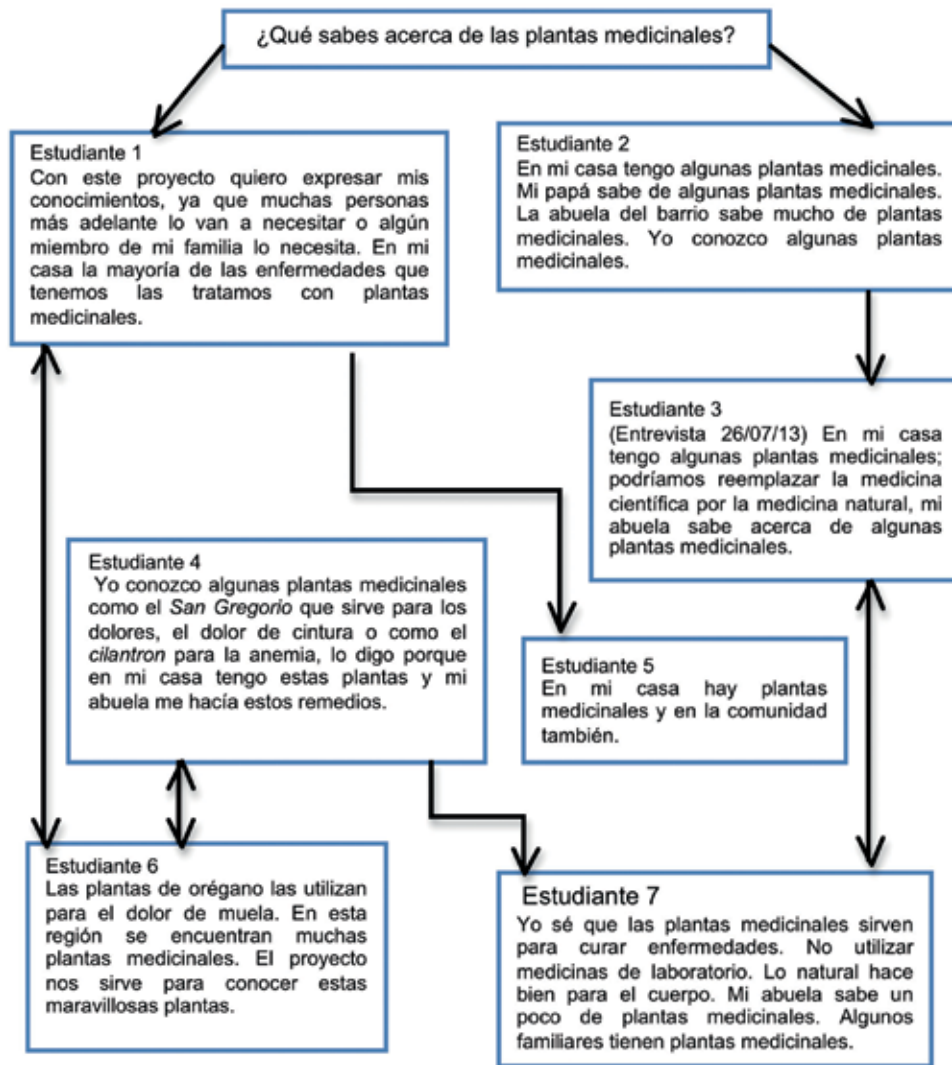 ¿Qué sabes acerca de las plantas medicinales?
Estudiante 1
Con este proyecto quiero expresar mis
conocimientos, ya que muchas personas
más adelante lo van a necesitar o algún
miembro de mi familia lo necesita. En mi
casa la mayoría de las enfermedades que
tenemos las tratamos con plantas
medicinales.
Estudiante 2
En mi casa tengo algunas plantas medicinales.
Mi papá sabe de algunas plantas medicinales.
La abuela del barrio sabe mucho de plantas
medicinales. Yo conozco algunas plantas
medicinales.
Estudiante 3
(Entrevista 26/07/13) En mi casa
tengo algunas plantas medicinales;
podríamos reemplazar la medicina
científica por la medicina natural, mi
abuela sabe acerca de algunas
plantas medicinales.
Estudiante 4
Yo conozco algunas plantas medicinales
como el San Gregorio que sirve para los
dolores, el dolor de cintura o como el
cilantron para la anemia, lo digo porque
en mi casa tengo estas plantas y mi
abuela me hacía estos remedios.
Estudiante 5
En mi casa hay plantas
medicinales y en la comunidad
también.
Estudiante 6
Las plantas de orégano las utilizan
para el dolor de muela. En esta
región se encuentran muchas
plantas medicinales. El proyecto
nos sirve para conocer estas
maravillosas plantas.
Estudiante 7
Yo sé que las plantas medicinales sirven
para curar enfermedades. No utilizar
medicinas de laboratorio. Lo natural hace
bien para el cuerpo. Mi abuela sabe un
poco de plantas medicinales. Algunos
familiares tienen plantas medicinales.